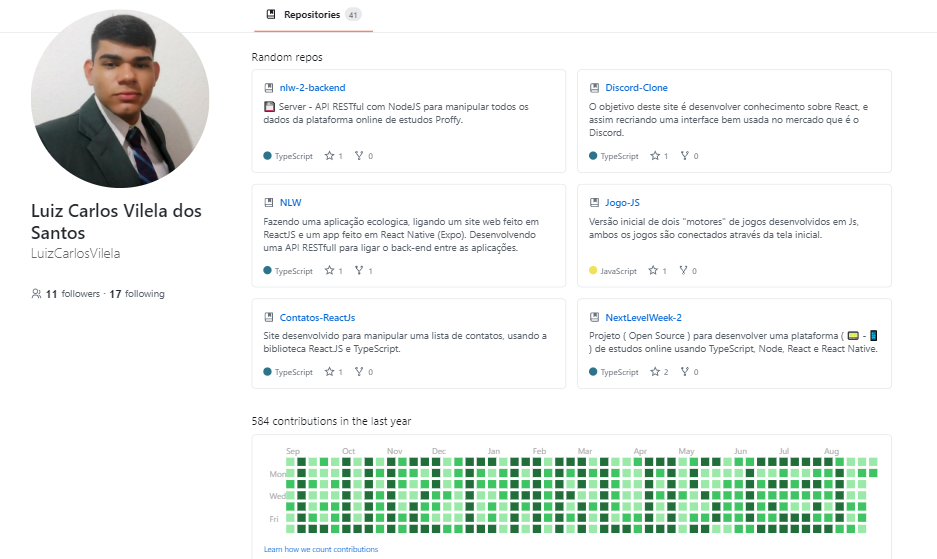 Repositories 41
Luiz Carlos Vilela dos
Santos
LuizCarlosVilela
11 followers · 17 following
Random repos
nlw-2-backend
Server - API RESTful com NodeJS para manipular todos os
dados da plataforma online de estudos Proffy.
TypeScript 1 0
Discord-Clone
O objetivo deste site é desenvolver conhecimento sobre React, e
assim recriando uma interface bem usada no mercado que é o
Discord.
TypeScript 1 0
NLW
Fazendo uma aplicação ecologica, ligando um site web feito em
ReactJS e um app feito em React Native (Expo). Desenvolvendo
uma API RESTfull para ligar o back-end entre as aplicações.
TypeScript 1 1
Jogo-JS
Versão inicial de dois "motores" de jogos desenvolvidos em Js,
ambos os jogos são conectados através da tela inicial.
JavaScript 1 0
Contatos-ReactJs
Site desenvolvido para manipular uma lista de contatos, usando a
biblioteca ReactJS e TypeScript.
TypeScript 1 0
NextLevelWeek-2
Projeto ( Open Source ) para desenvolver uma plataforma ( 📟 - 📱
) de estudos online usando TypeScript, Node, React e React Native.
TypeScript 2 0
584 contributions in the last year
Sep Oct Nov Dec Jan Feb Mar Apr May Jun Jul Aug
Mon
Wed
Fri
Learn how we count contributions